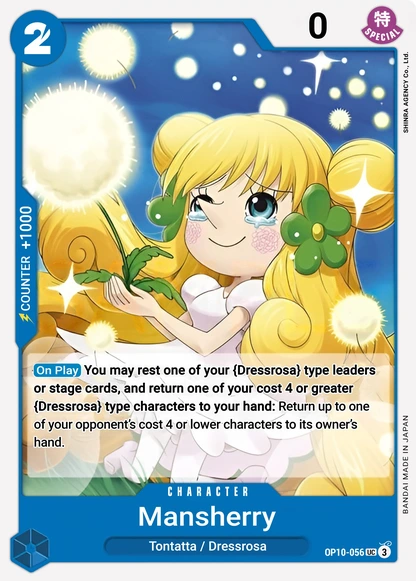 2
0
特
SPECIAL
SHINRA AGENCY Co., Ltd.
COUNTER +1000
On Play You may rest one of your {Dressrosa} type leaders
or stage cards, and return one of your cost 4 or greater
{Dressrosa} type characters to your hand: Return up to one
of your opponent's cost 4 or lower characters to its owner's
hand.
BANDAI MADE IN JAPAN
CHARACTER
Mansherry
Tontatta / Dressrosa
OP10-056 UC 3